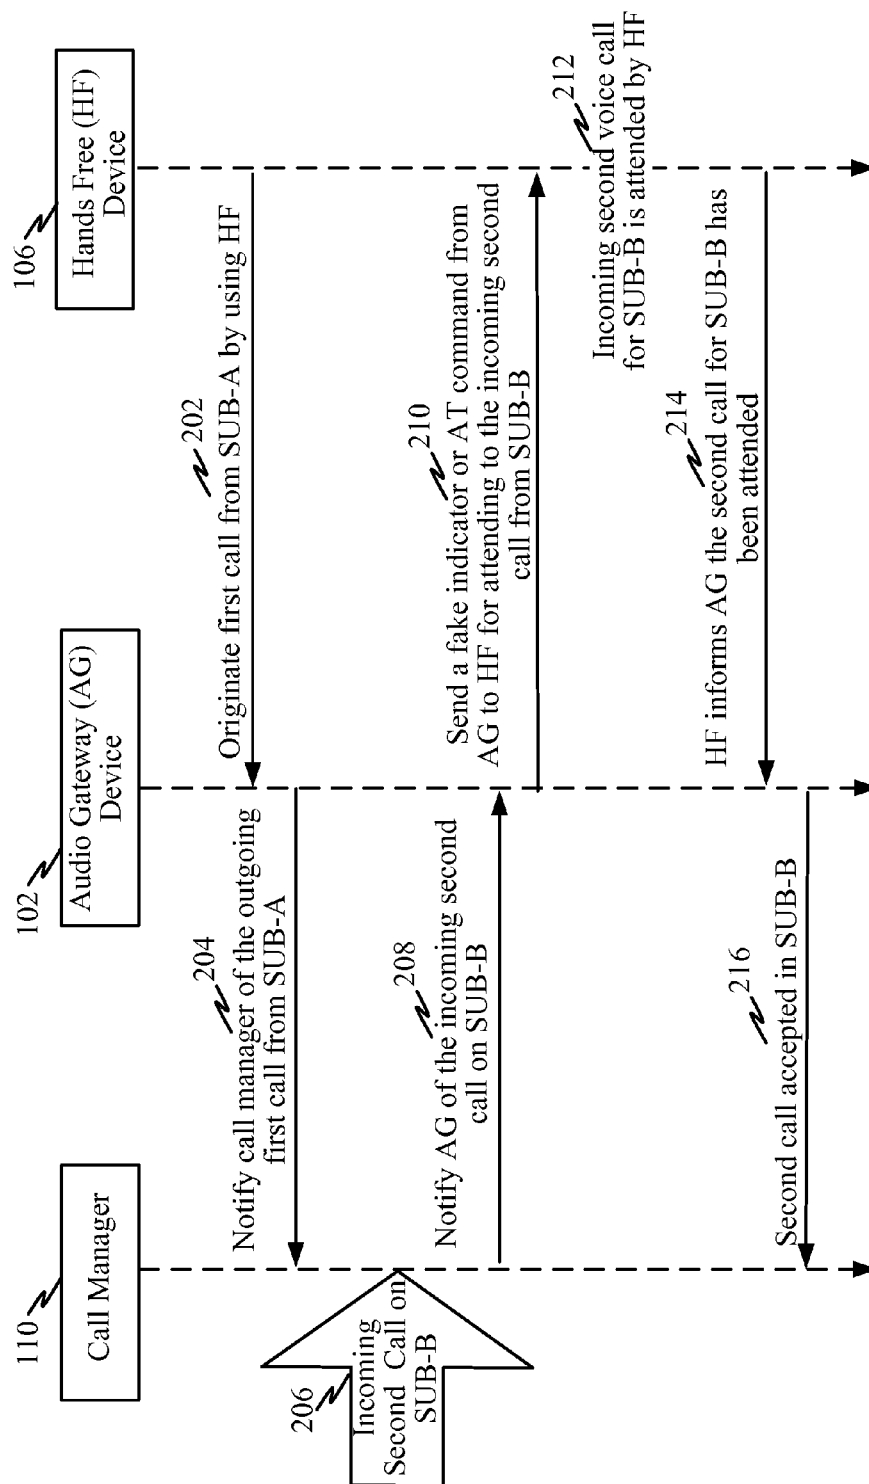 110
Call Manager
102
Audio Gateway (AG)
Device
106
Hands Free (HF)
Device
202
Originate first call from SUB-A by using HF
204
Notify call manager of the outgoing
first call from SUB-A
206
Incoming
Second Call on
SUB-B
208
Notify AG of the incoming second
call on SUB-B
210
Send a fake indicator or AT command from
AG to HF for attending to the incoming second
call from SUB-B
212
Incoming second voice call
for SUB-B is attended by HF
214
HF informs AG the second call for SUB-B has
been attended
216
Second call accepted in SUB-B